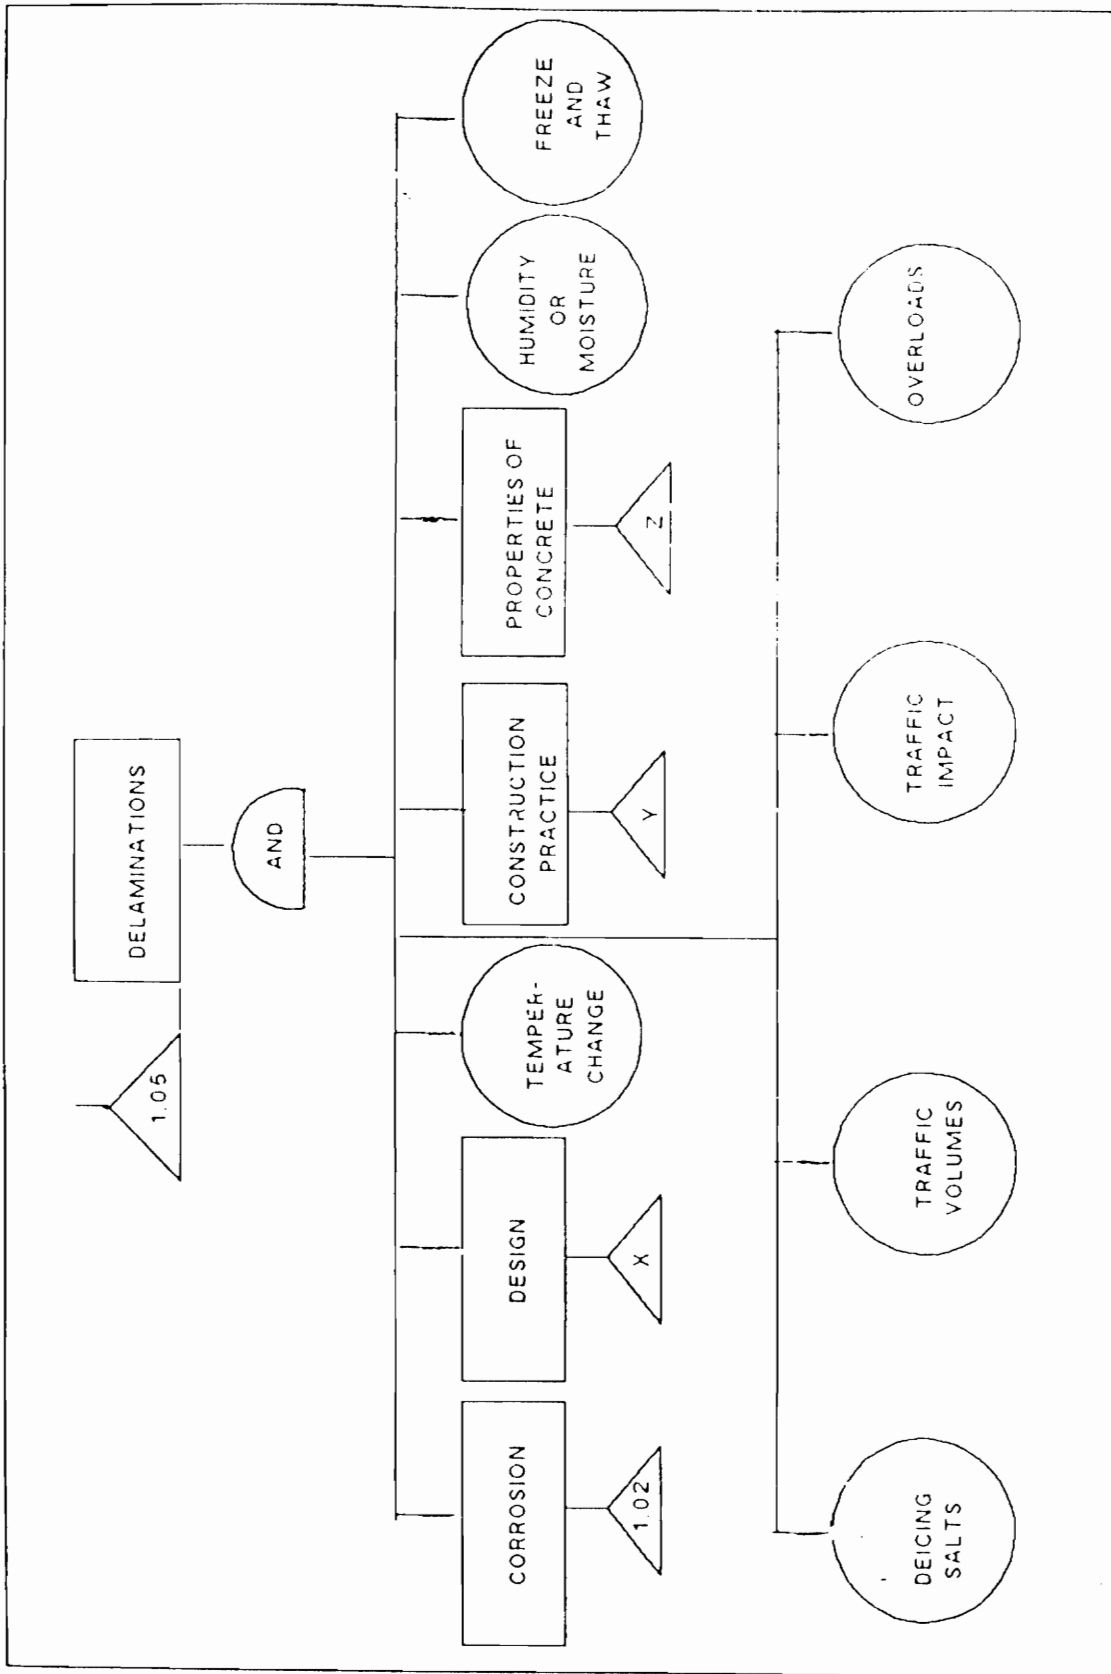 1.05
DELAMINATIONS
AND
CORROSION
1.02
DESIGN
X
TEMPER-
ATURE
CHANGE
CONSTRUCTION
PRACTICE
Y
PROPERTIES OF
CONCRETE
Z
HUMIDITY
OR
MOISTURE
FREEZE
AND
THAW
DEICING
SALTS
TRAFFIC
VOLUMES
TRAFFIC
IMPACT
OVERLOADS